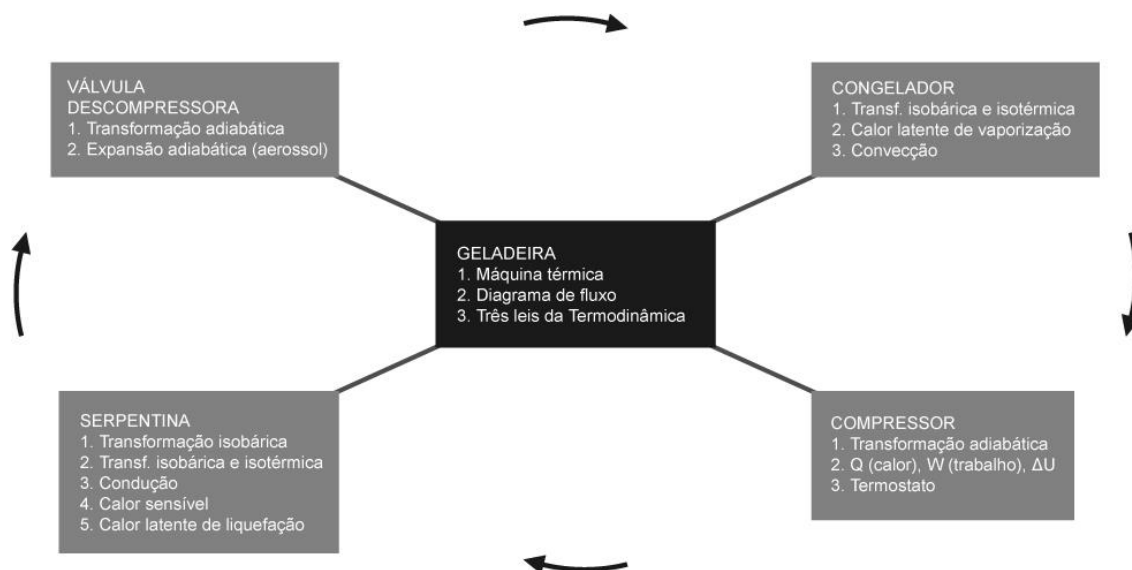 VÁLVULA
DESCOMPRESSORA
1. Transformação adiabática
2. Expansão adiabática (aerossol)
CONGELADOR
1. Transf. isobárica e isotérmica
2. Calor latente de vaporização
3. Convecção
GELADEIRA
1. Máquina térmica
2. Diagrama de fluxo
3. Três leis da Termodinâmica
SERPENTINA
1. Transformação isobárica
2. Transf. isobárica e isotérmica
3. Condução
4. Calor sensível
5. Calor latente de liquefação
COMPRESSOR
1. Transformação adiabática
2. Q (calor), W (trabalho), ΔU
3. Termostato